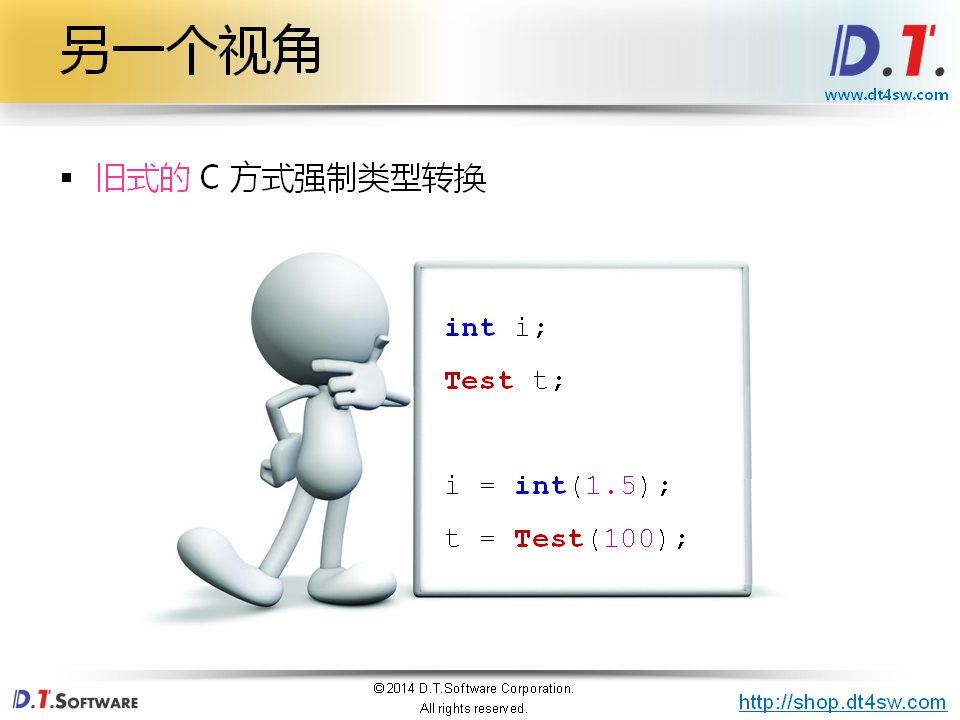 另一个视角
D.T.
www.dt4sw.com
▪ 旧式的 C 方式强制类型转换
int i;
Test t;
i = int(1.5);
t = Test(100);
D.T.SOFTWARE
©2014 D.T.Software Corporation.
All rights reserved.
http://shop.dt4sw.com